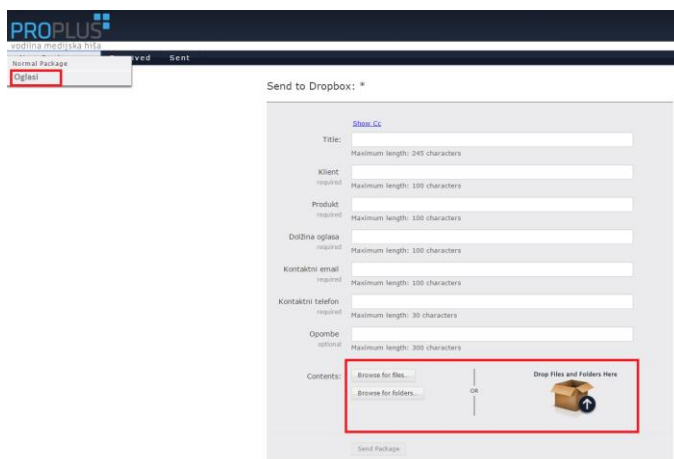 PROPLUS
vodilna medijska hiša
Sent
Normal Package
Oglasi
Send to Dropbox: *
Show Cc
Title:
Maximum length: 245 characters
Klient
required
Maximum length: 100 characters
Produkt
required
Maximum length: 100 characters
Dolžina oglasa
required
Maximum length: 100 characters
Kontaktni email
required
Maximum length: 100 characters
Kontaktni telefon
required
Maximum length: 30 characters
Opombe
optional
Maximum length: 300 characters
Contents:
Browse for files...
Browse for folders...
OR
Drop Files and Folders Here
Send Package